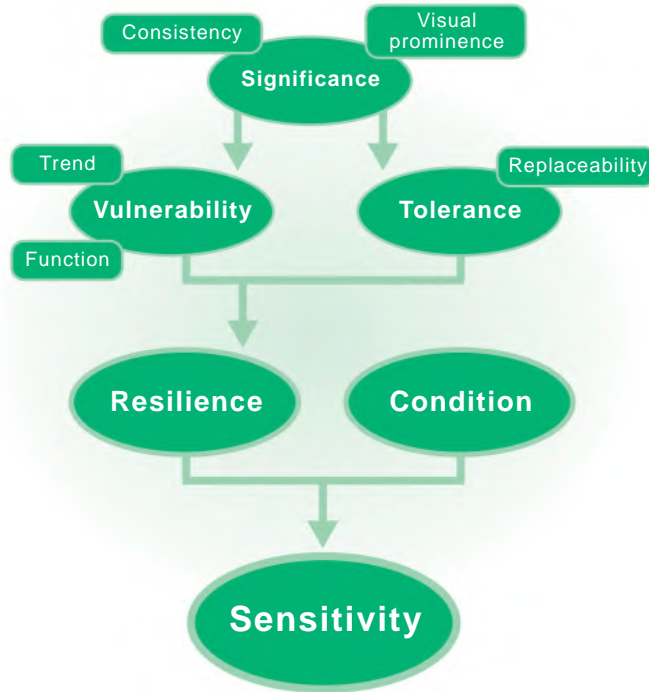 Consistency
Visual
prominence
Significance
Trend
Replaceability
Vulnerability
Tolerance
Function
Resilience
Condition
Sensitivity